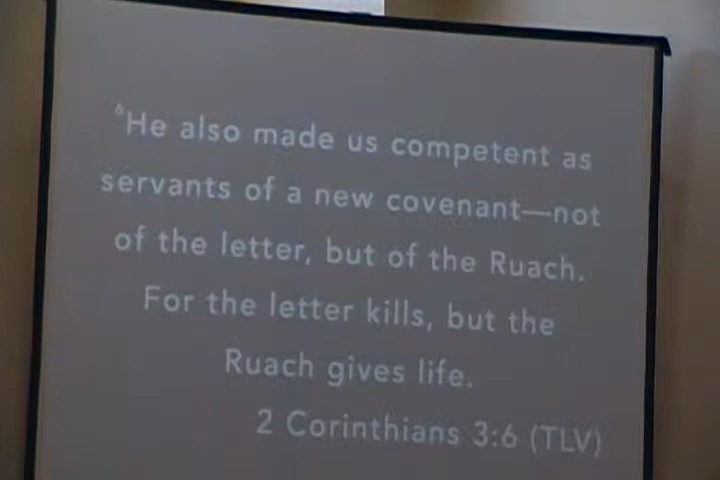 ⁶He also made us competent as
servants of a new covenant—not
of the letter, but of the Ruach.
For the letter kills, but the
Ruach gives life.
2 Corinthians 3:6 (TLV)